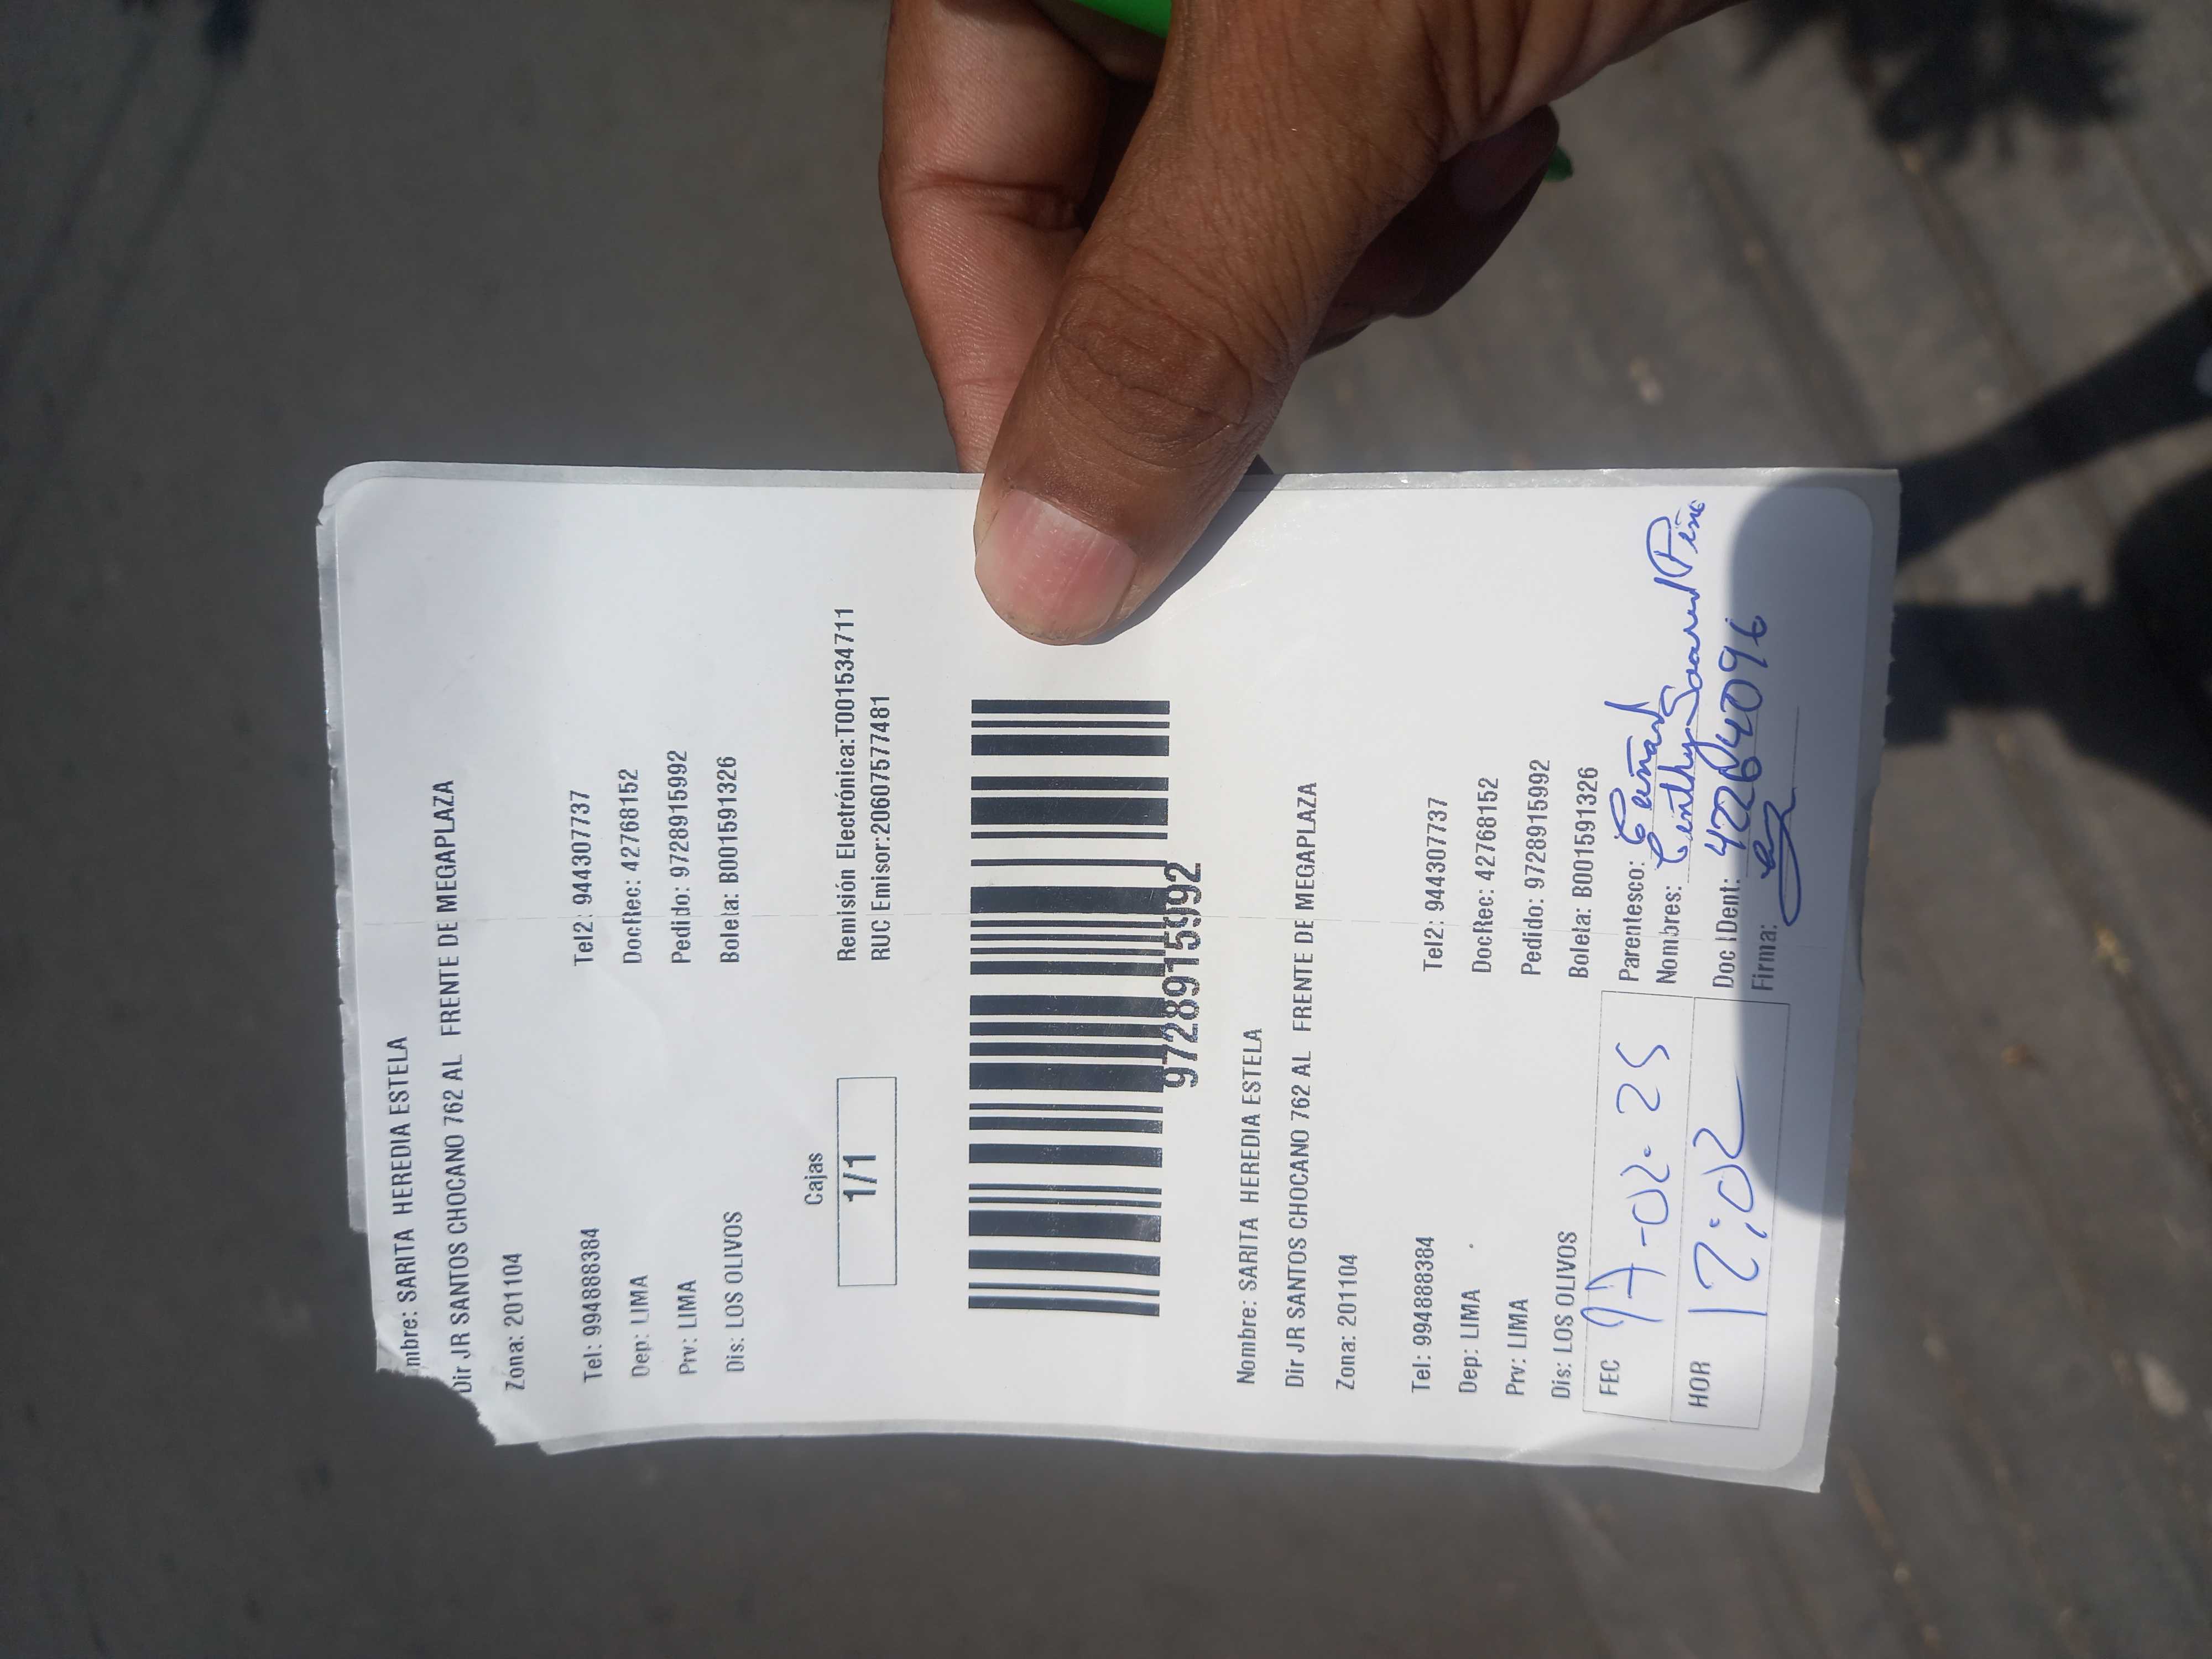 mbre: SARITA HEREDIA ESTELA
Dir JR SANTOS CHOCANO 762 AL FRENTE DE MEGAPLAZA
Zona: 201104
Tel: 994888384 Tel2: 944307737
Dep: LIMA DocRec: 42768152
Prv: LIMA Pedido: 9728915992
Dis: LOS OLIVOS Boleta: B001591326
Cajas
1/1
Remisión Electrónica:T001534711
RUC Emisor:20607577481
9728915992
Nombre: SARITA HEREDIA ESTELA
Dir JR SANTOS CHOCANO 762 AL FRENTE DE MEGAPLAZA
Zona: 201104
Tel: 994888384 Tel2: 944307737
Dep: LIMA DocRec: 42768152
Prv: LIMA Pedido: 9728915992
Dis: LOS OLIVOS Boleta: B001591326
FEC 17-02-25 Parentesco: Cuñad
Nombres:
HOR 12:02 Doc IDent: 42264096
Firma: